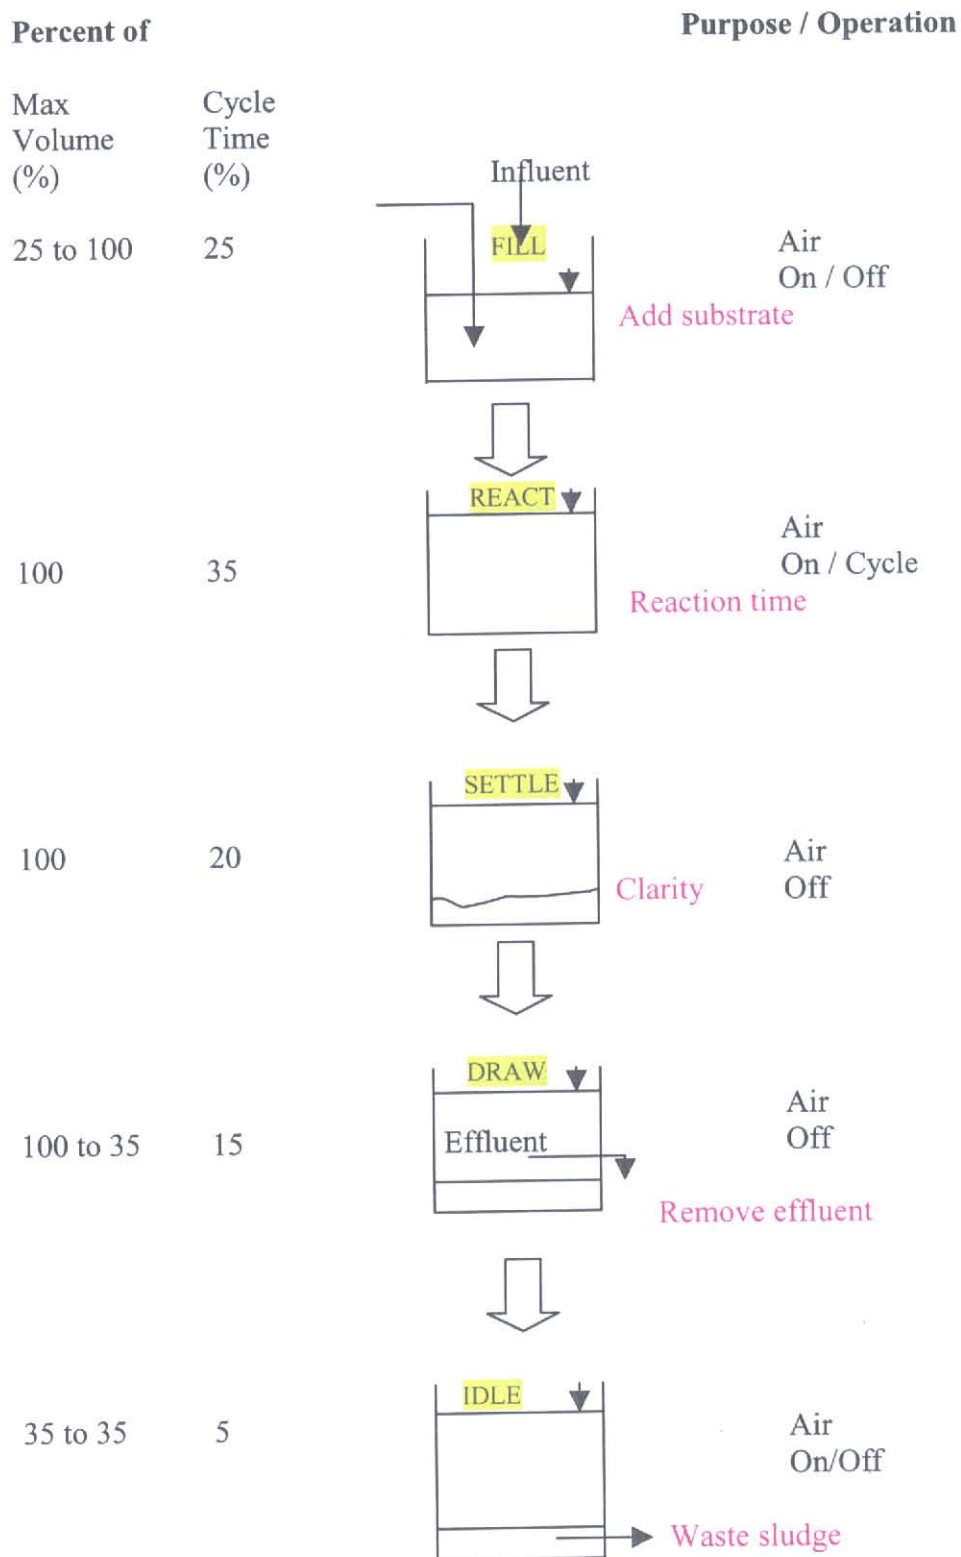 Percent of
Purpose / Operation
Max
Volume
(%)
Cycle
Time
(%)
Influent
25 to 100
25
FILL
Air
On / Off
Add substrate
REACT
100
35
Air
On / Cycle
Reaction time
SETTLE
100
20
Air
Off
Clarity
DRAW
100 to 35
15
Effluent
Air
Off
Remove effluent
IDLE
35 to 35
5
Air
On/Off
Waste sludge